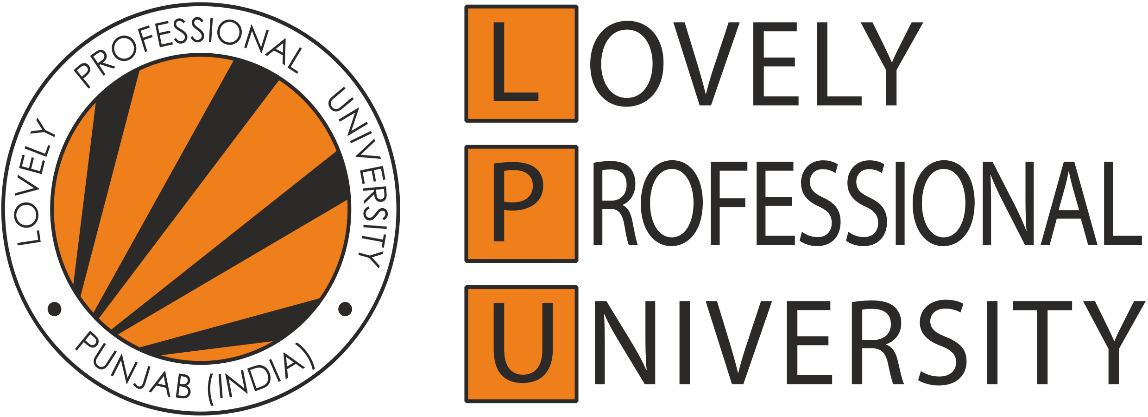 LOVELY PROFESSIONAL UNIVERSITY
• PUNJAB (INDIA) •
LOVELY
PROFESSIONAL
UNIVERSITY